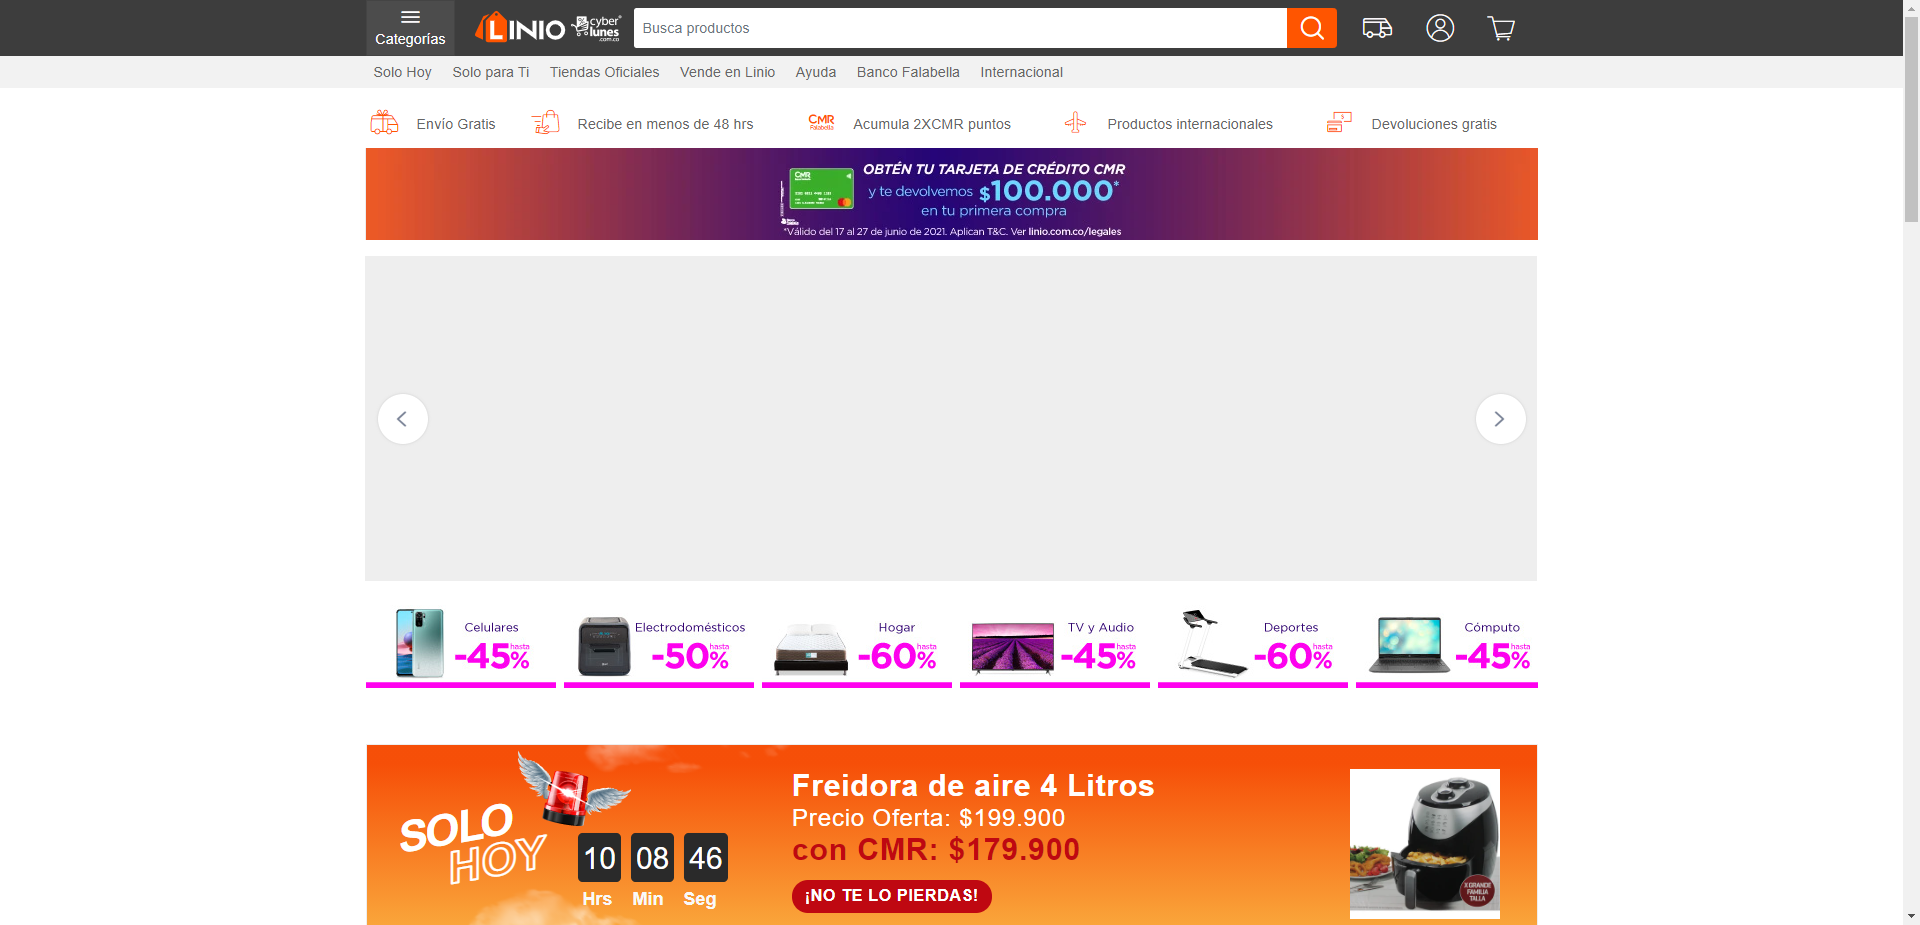 Categorías
LINIO
cyber
lunes
.com.co
Busca productos
Solo Hoy
Solo para Ti
Tiendas Oficiales
Vende en Linio
Ayuda
Banco Falabella
Internacional
Envío Gratis
Recibe en menos de 48 hrs
CMR
Falabella
Acumula 2XCMR puntos
Productos internacionales
Devoluciones gratis
CMR
OBTÉN TU TARJETA DE CRÉDITO CMR
y te devolvemos $100.000*
en tu primera compra
*Válido del 17 al 27 de junio de 2021. Aplican T&C. Ver linio.com.co/legales
Celulares
hasta
-45%
Electrodomésticos
hasta
-50%
Hogar
hasta
-60%
TV y Audio
hasta
-45%
Deportes
hasta
-60%
Cómputo
hasta
-45%
SOLO
HOY
10 08 46
Hrs Min Seg
Freidora de aire 4 Litros
Precio Oferta: $199.900
con CMR: $179.900
¡NO TE LO PIERDAS!
X GRANDE
FAMILIA
TALLA